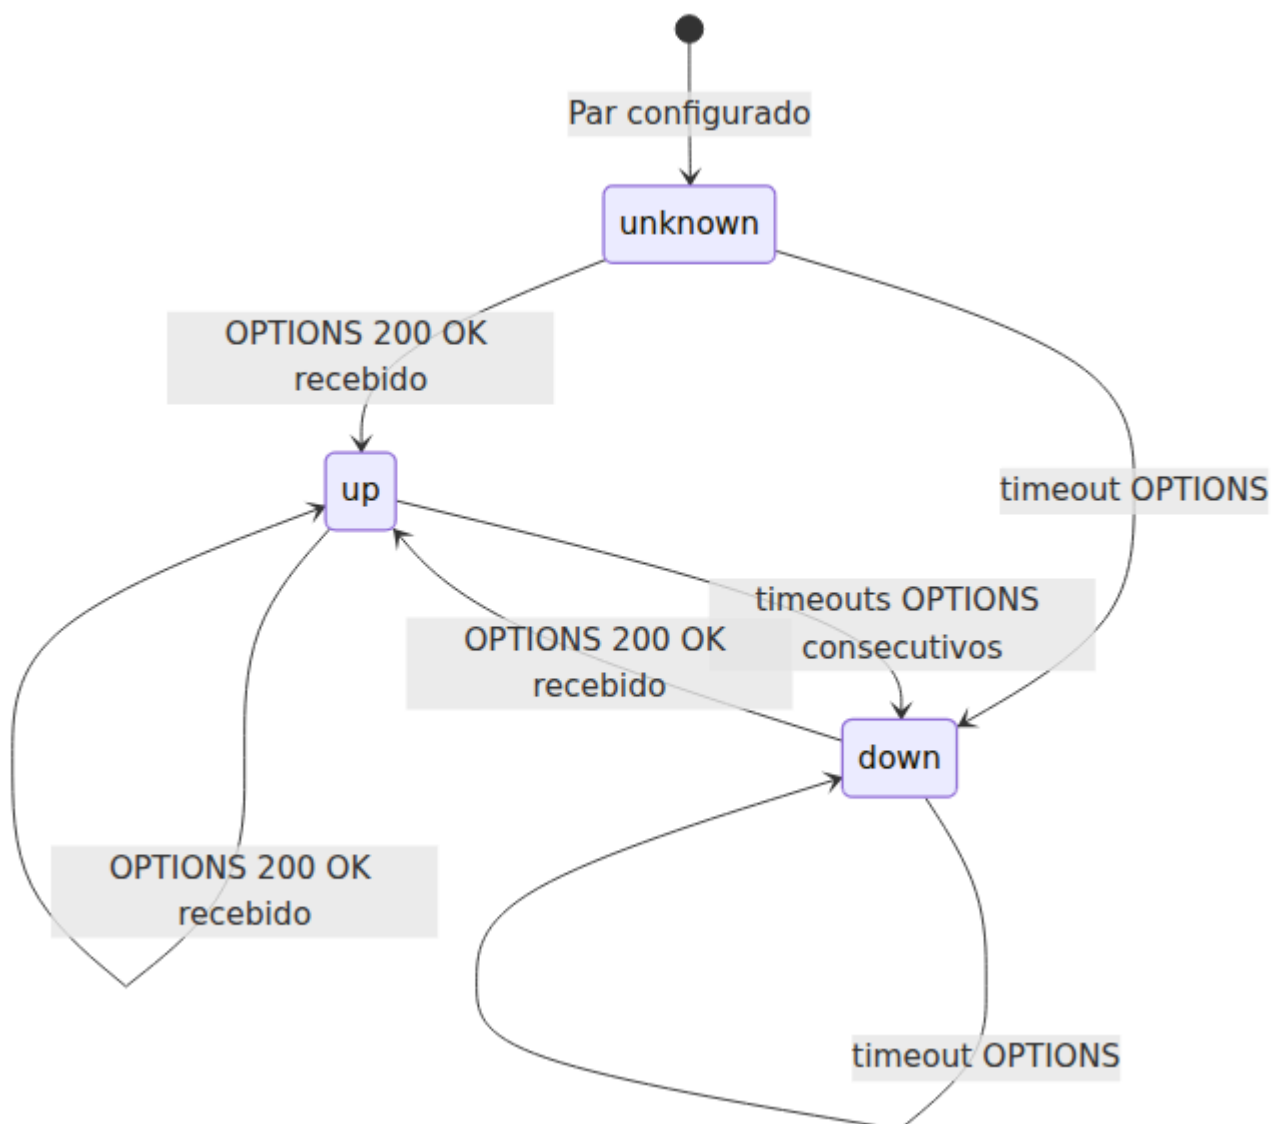 Par configurado
unknown
OPTIONS 200 OK
recebido
up
timeout OPTIONS
timeouts OPTIONS
consecutivos
OPTIONS 200 OK
recebido
down
OPTIONS 200 OK
recebido
timeout OPTIONS